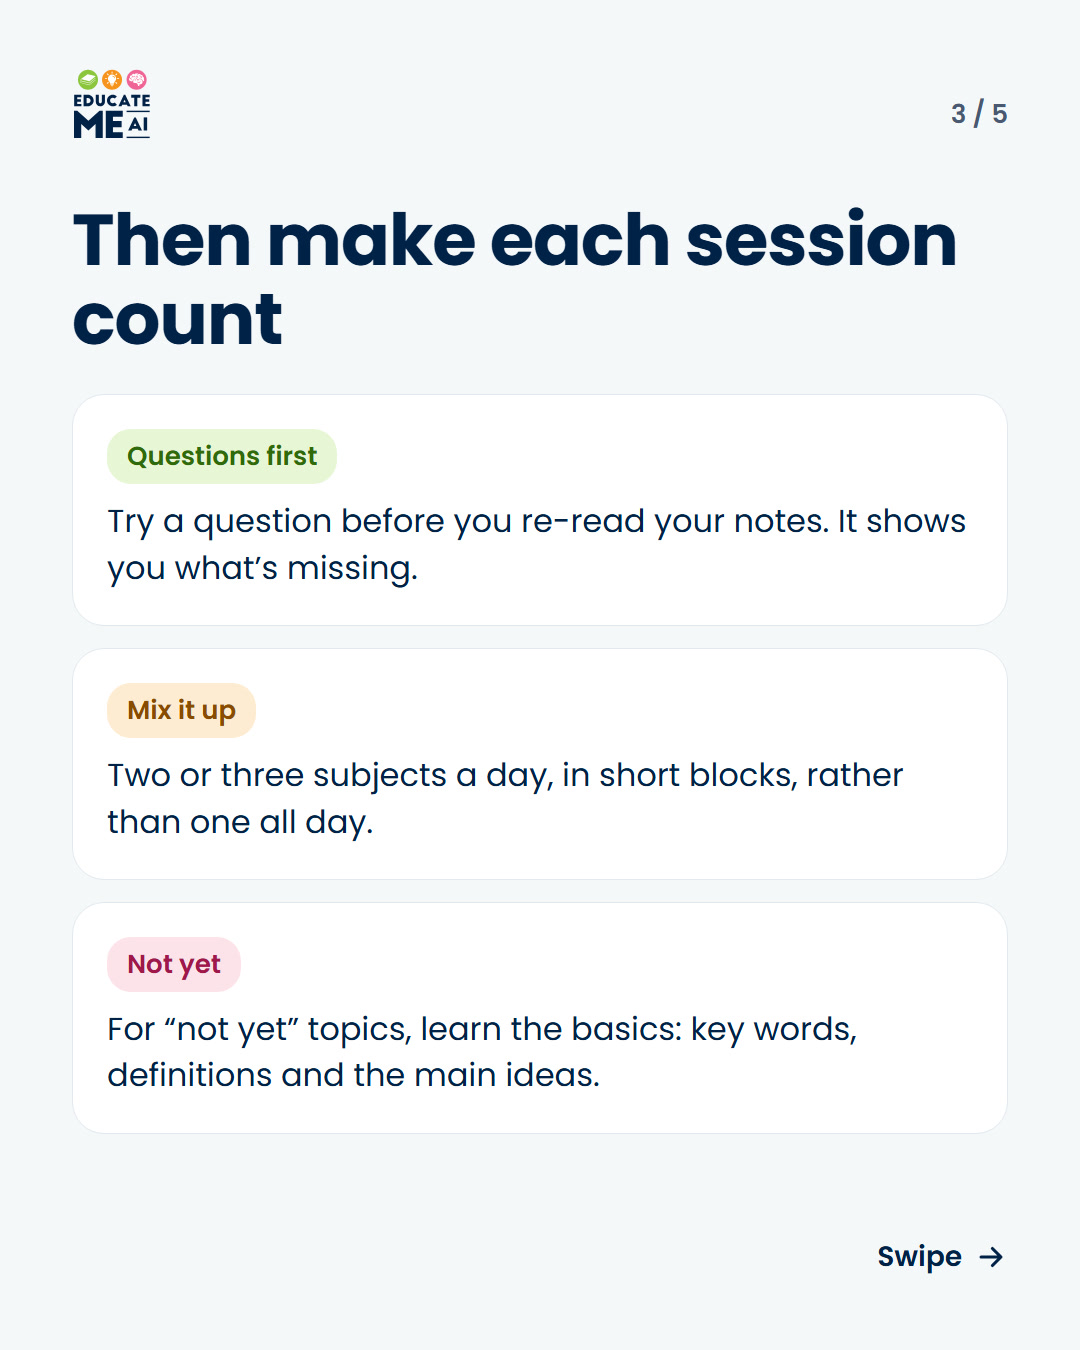 EDUCATE
ME AI
3 / 5
Then make each session
count
Questions first
Try a question before you re-read your notes. It shows
you what’s missing.
Mix it up
Two or three subjects a day, in short blocks, rather
than one all day.
Not yet
For “not yet” topics, learn the basics: key words,
definitions and the main ideas.
Swipe →